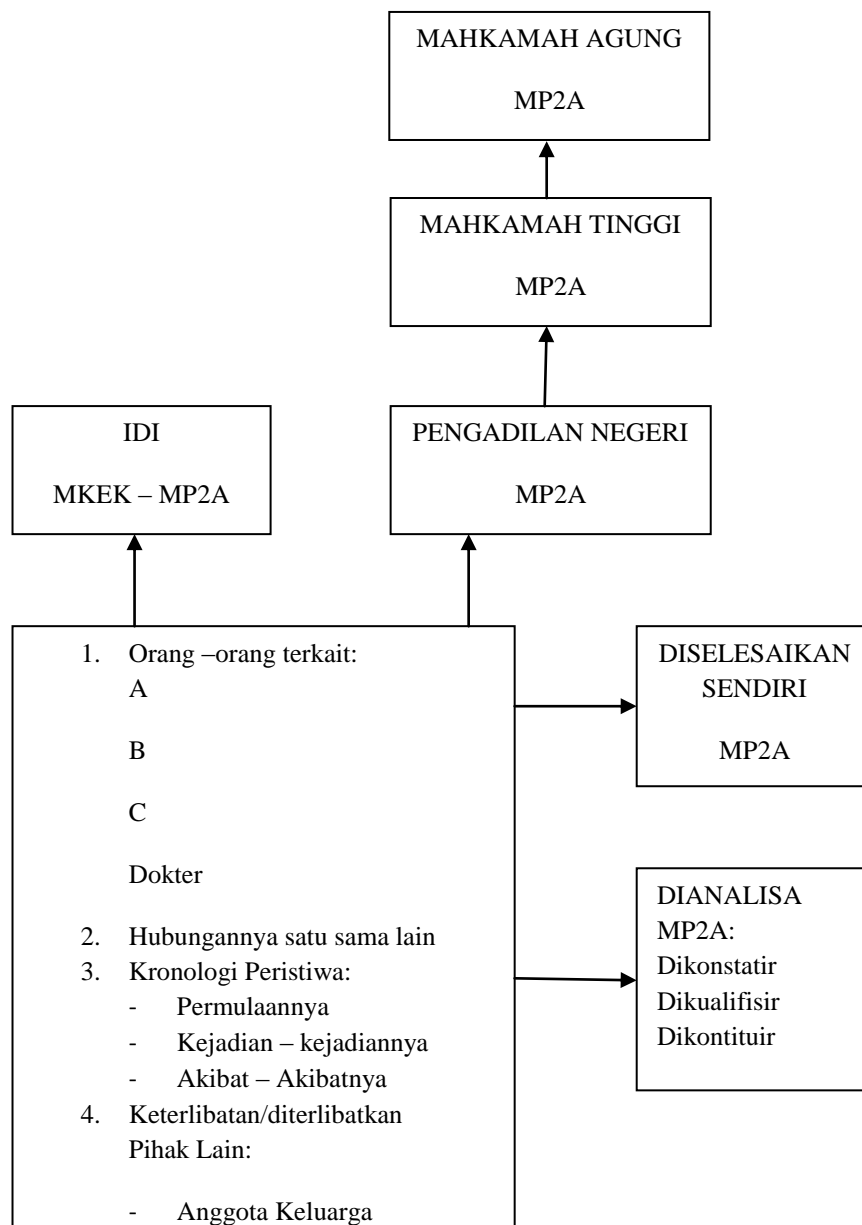 MAHKAMAH AGUNG
MP2A
MAHKAMAH TINGGI
MP2A
IDI
MKEK – MP2A
PENGADILAN NEGERI
MP2A
1. Orang –orang terkait:
A
B
C
Dokter
2. Hubungannya satu sama lain
3. Kronologi Peristiwa:
- Permulaannya
- Kejadian – kejadiannya
- Akibat – Akibatnya
4. Keterlibatan/diterlibatkan
Pihak Lain:
- Anggota Keluarga
DISELESAIKAN
SENDIRI
MP2A
DIANALISA
MP2A:
Dikonstatir
Dikualifisir
Dikontituir